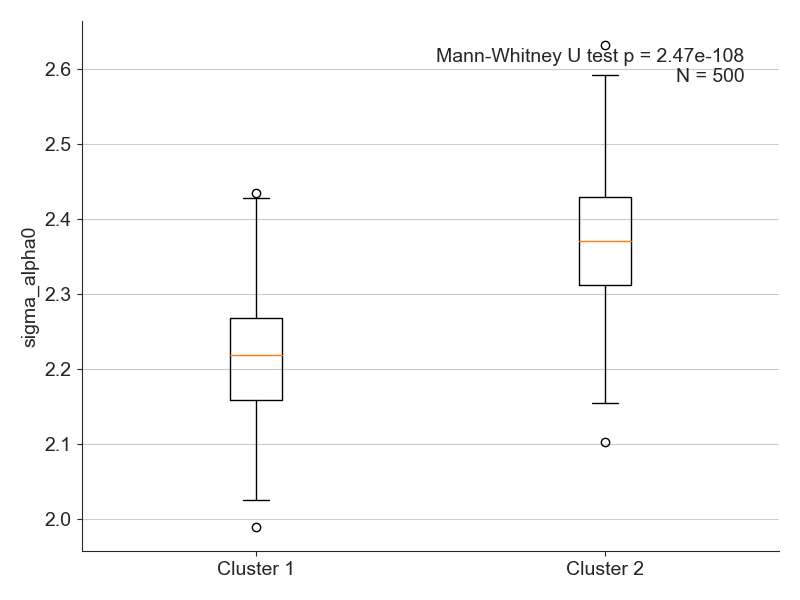 Mann-Whitney U test p = 2.47e-108
N = 500
sigma_alpha0
2.6
2.5
2.4
2.3
2.2
2.1
2.0
Cluster 1
Cluster 2